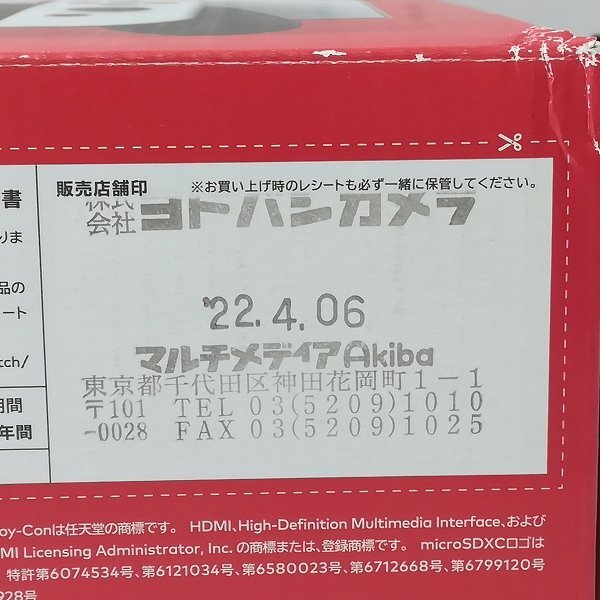 書
販売店舗印
※お買い上げ時のレシートも必ず一緒に保管してください。
株式
会社 ヨドバシカメラ
りま
品の
ート
'22.4.06
マルチメディアAkiba
tch/
東京都千代田区神田花岡町1-1
期間
〒101 TEL 03(5209)1010
年間
-0028 FAX 03(5209)1025
oy-Conは任天堂の商標です。 HDMI、High-Definition Multimedia Interface、および
MI Licensing Administrator, Inc. の商標または、登録商標です。 microSDXCロゴは
特許第6074534号、第6121034号、第6580023号、第6712668号、第6799120号
928号。